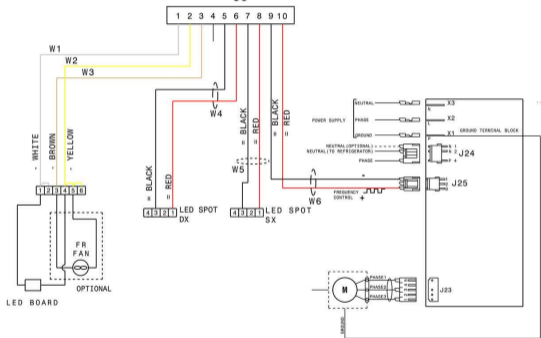 1 2 3 4 5 6 7 8 9 10
W1
W2
W3
W4
W5
W6
- WHITE
- BROWN
- YELLOW
= BLACK
= RED
= BLACK
= RED
= BLACK
= RED
1 2 3 4 5 6
4 3 2 1
LED SPOT
DX
4 3 2 1
LED SPOT
SX
FR
FAN
OPTIONAL
LED BOARD
POWER SUPPLY
NEUTRAL
PHASE
GROUND
X3
X2
X1
GROUND TERMINAL BLOCK
NEUTRAL(OPTIONAL)
NEUTRAL(TO REFRIGERATOR)
PHASE
N 1
N 2
P 4
J24
J25
FREQUENCY
CONTROL
-
+
M
PHASE1
PHASE2
PHASE3
J23
GROUND